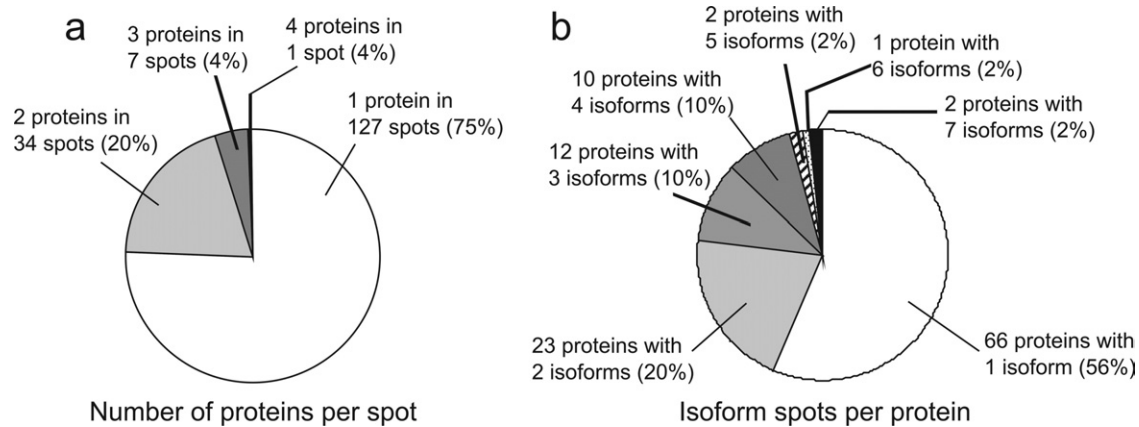 a
3 proteins in
7 spots (4%)
4 proteins in
1 spot (4%)
2 proteins in
34 spots (20%)
1 protein in
127 spots (75%)
Number of proteins per spot
b
2 proteins with
5 isoforms (2%)
1 protein with
6 isoforms (2%)
10 proteins with
4 isoforms (10%)
2 proteins with
7 isoforms (2%)
12 proteins with
3 isoforms (10%)
23 proteins with
2 isoforms (20%)
66 proteins with
1 isoform (56%)
Isoform spots per protein